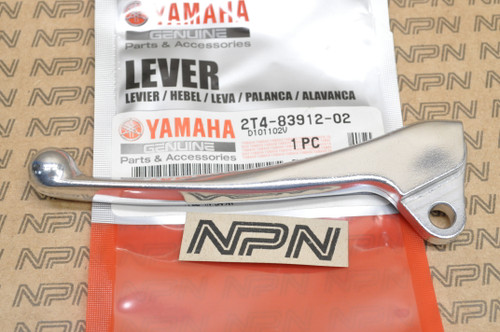 YAMAHA
GENUINE
Parts & Accessories
LEVER
LEVIER / HEBEL / LEVA / PALANCA / ALAVANCA
YAMAHA
GENUINE
Parts & Accessories
2T4-83912-02
D101102V
1 PC
NPN